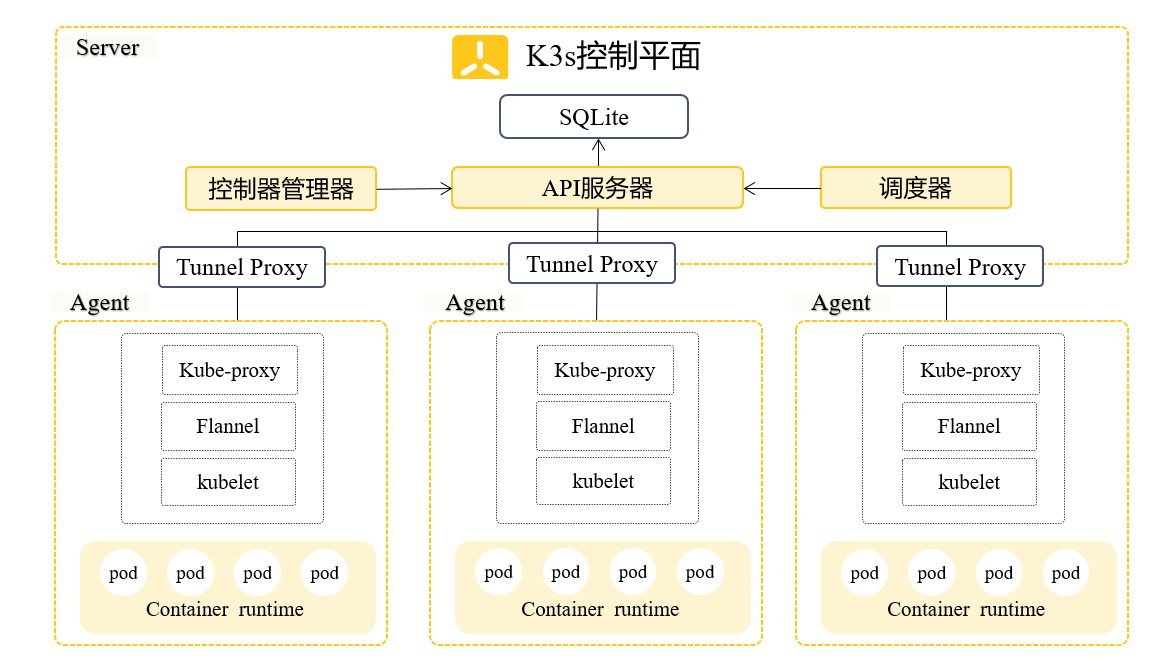 Server
K3s控制平面
SQLite
控制器管理器
API服务器
调度器
Tunnel Proxy
Tunnel Proxy
Tunnel Proxy
Agent
Kube-proxy
Flannel
kubelet
pod pod pod pod
Container runtime
Agent
Kube-proxy
Flannel
kubelet
pod pod pod pod
Container runtime
Agent
Kube-proxy
Flannel
kubelet
pod pod pod pod
Container runtime